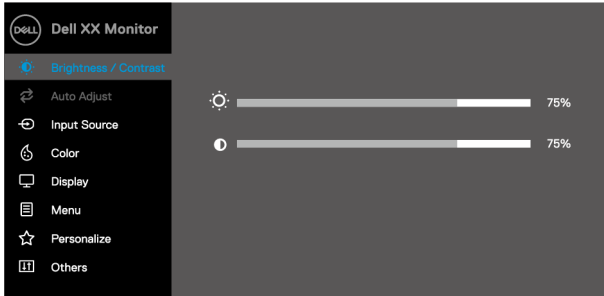 DELL
Dell XX Monitor
Brightness / Contrast
Auto Adjust
Input Source
Color
Display
Menu
Personalize
Others
75%
75%